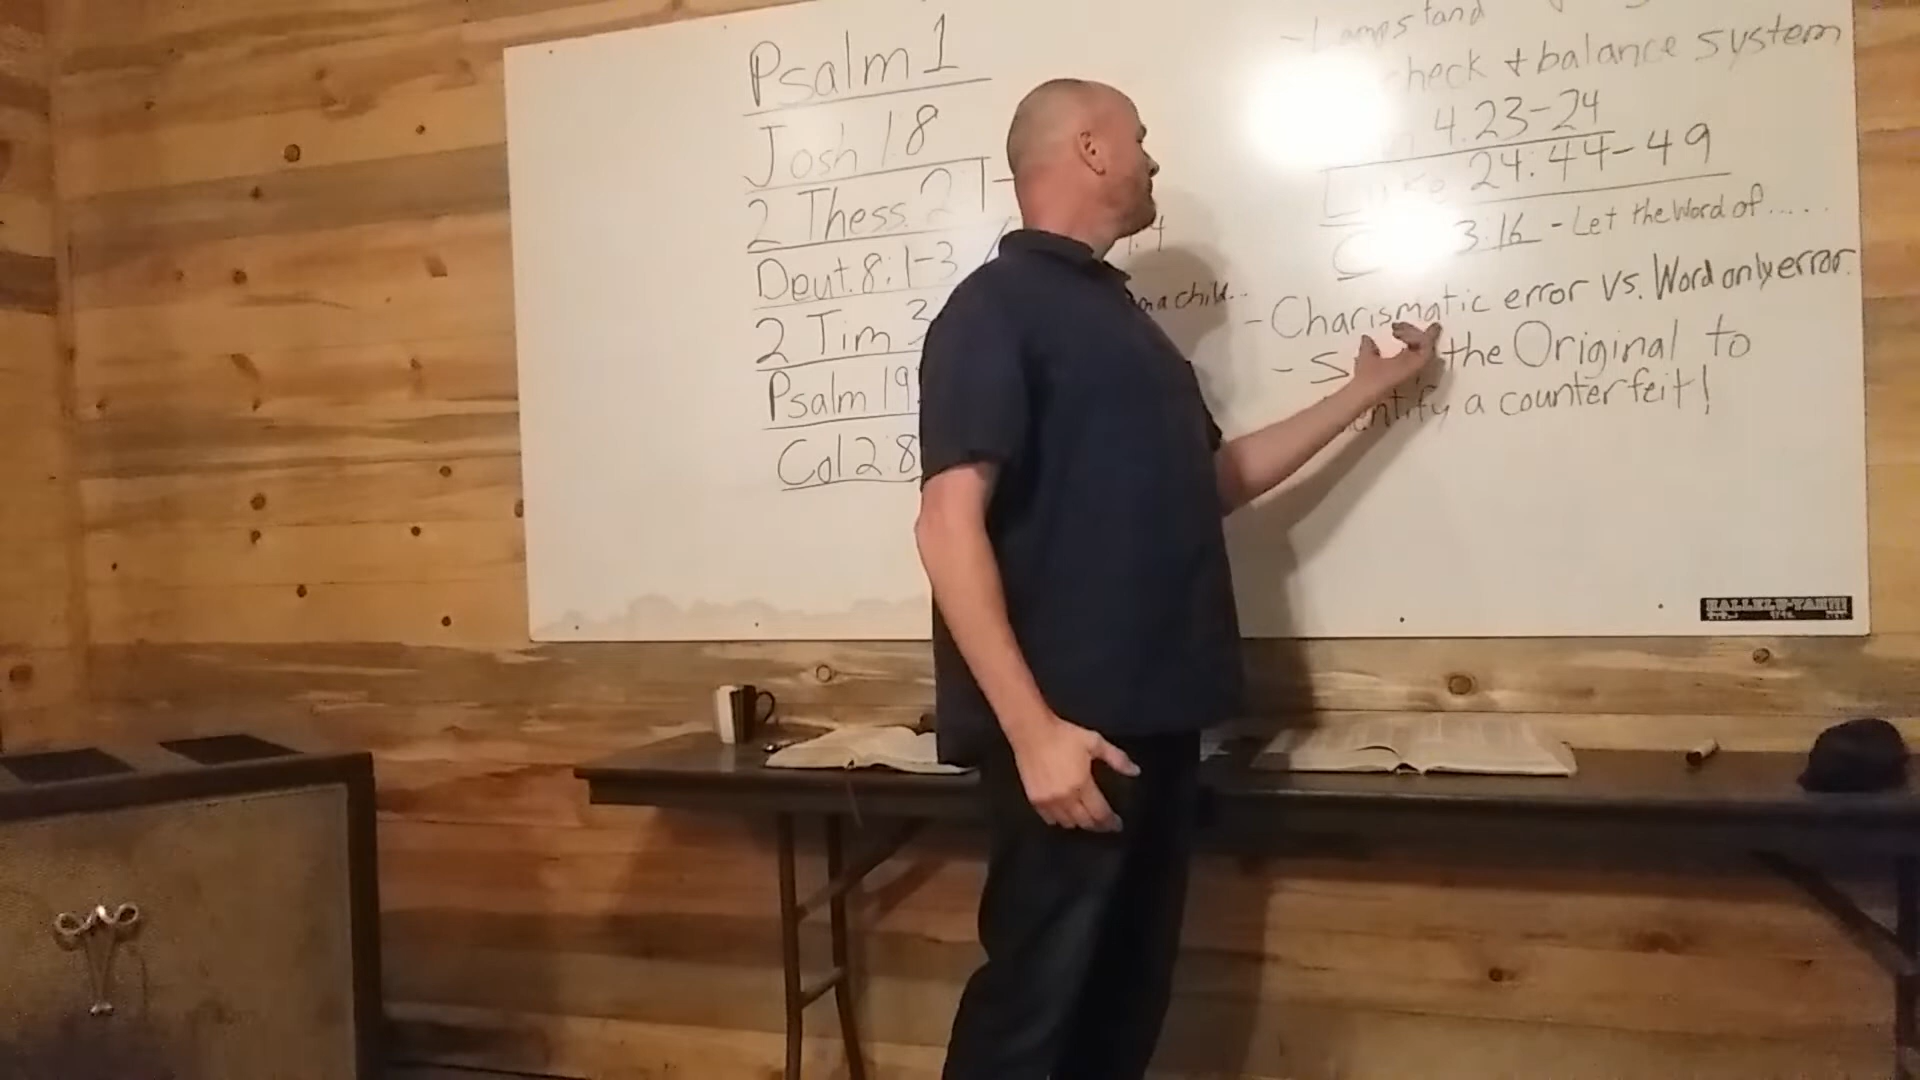 Psalm 1
Josh 1:8
2 Thess. 2
Deut. 8:1-3
2 Tim 3
Psalm 19:
Col 2:8
on a child...
- Lampstand
check + balance system
4.23-24
24:44-49
3:16 - Let the Word of.....
- Charismatic error vs. Word only error.
- the Original to
a counterfeit!